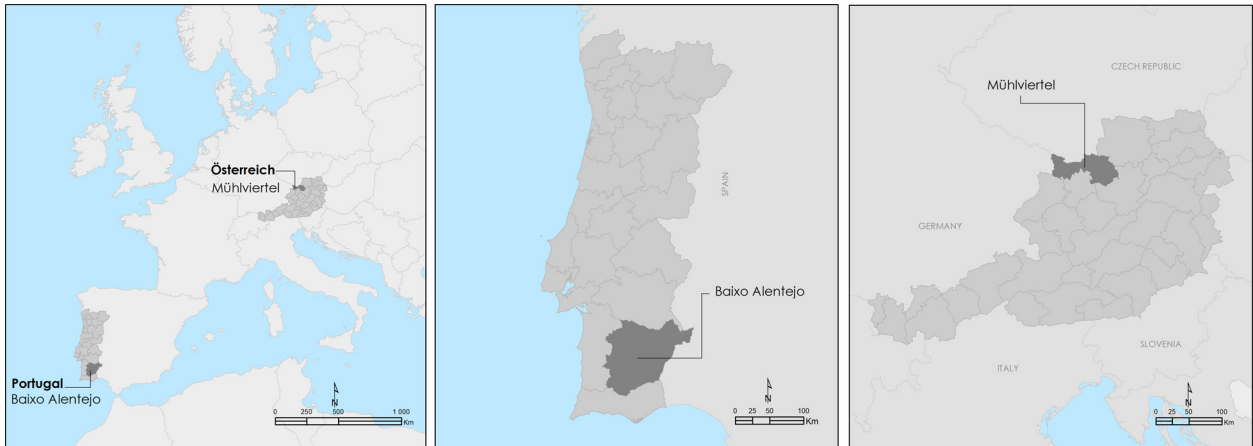 Österreich
Mühlviertel
Portugal
Baixo Alentejo
N
0 250 500 1 000
Km
SPAIN
Baixo Alentejo
N
0 25 50 100
Km
CZECH REPUBLIC
Mühlviertel
GERMANY
SLOVENIA
ITALY
N
0 25 50 100
Km